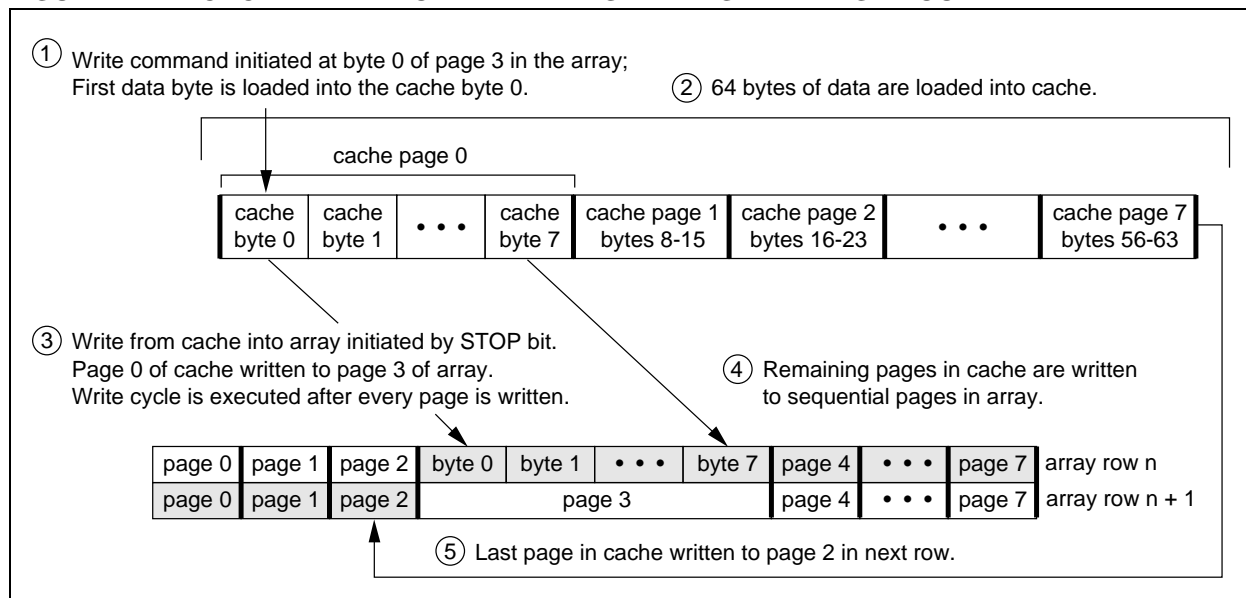 ① Write command initiated at byte 0 of page 3 in the array;
First data byte is loaded into the cache byte 0.
② 64 bytes of data are loaded into cache.
cache page 0
cache byte 0
cache byte 1
• • •
cache byte 7
cache page 1 bytes 8-15
cache page 2 bytes 16-23
• • •
cache page 7 bytes 56-63
③ Write from cache into array initiated by STOP bit.
Page 0 of cache written to page 3 of array.
Write cycle is executed after every page is written.
④ Remaining pages in cache are written
to sequential pages in array.
page 0 page 1 page 2 byte 0 byte 1 • • • byte 7 page 4 • • • page 7 array row n
page 0 page 1 page 2 page 3 page 4 • • • page 7 array row n + 1
⑤ Last page in cache written to page 2 in next row.